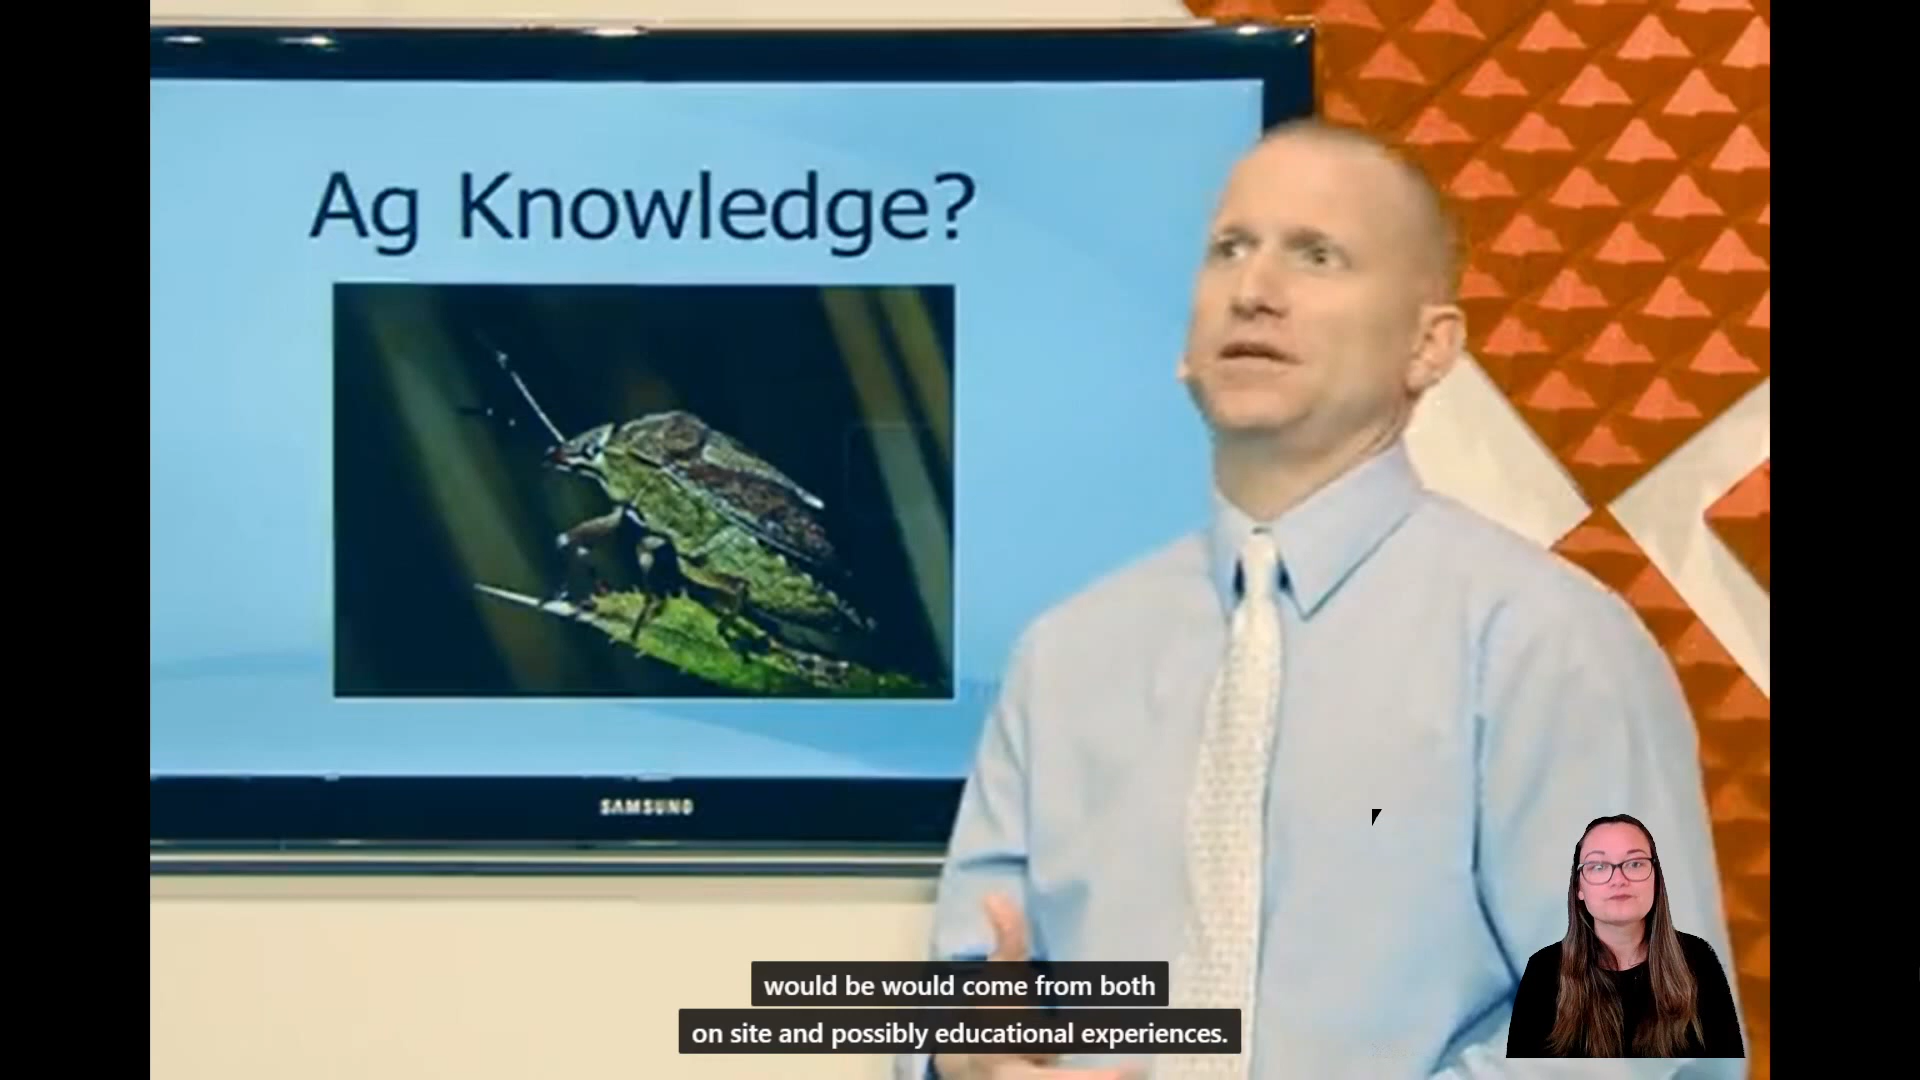 Ag Knowledge?
SAMSUNG
would be would come from both
on site and possibly educational experiences.